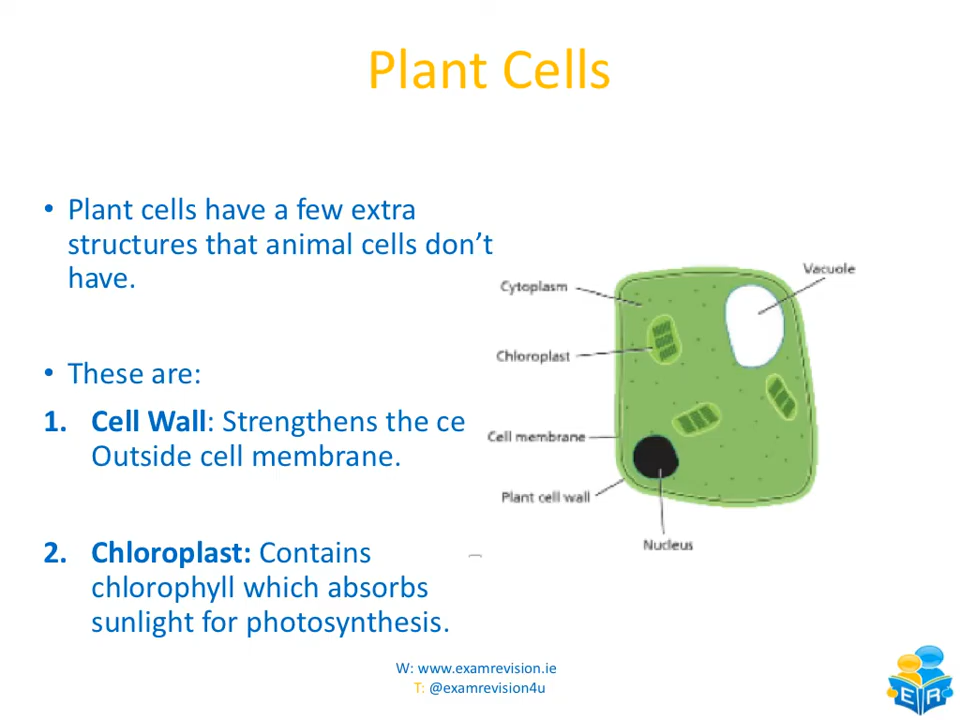 Plant Cells
• Plant cells have a few extra
structures that animal cells don't
have.
• These are:
1. Cell Wall: Strengthens the ce
Outside cell membrane.
2. Chloroplast: Contains
chlorophyll which absorbs
sunlight for photosynthesis.
Vacuole
Cytoplasm
Chloroplast
Cell membrane
Plant cell wall
Nucleus
W: www.examrevision.ie
T: @examrevision4u
E R